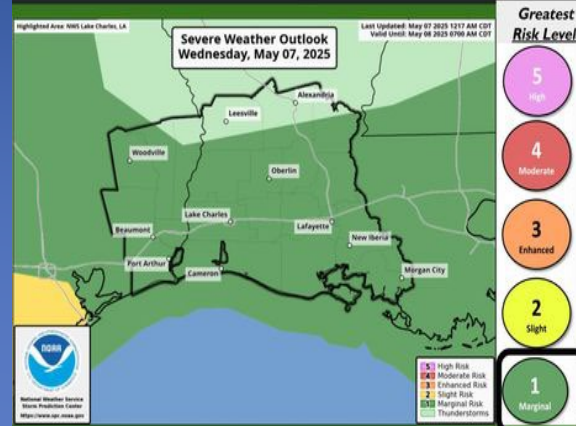 Highlighted Area: NWS Lake Charles, LA
Last Updated: May 07 2025 1217 AM CDT
Valid Until: May 08 2025 0700 AM CDT
Severe Weather Outlook
Wednesday, May 07, 2025
Greatest
Risk Level
5
High
4
Moderate
3
Enhanced
2
Slight
1
Marginal
Alexandria
Leesville
Woodville
Oberlin
Lake Charles
Lafayette
Beaumont
New Iberia
Port Arthur
Cameron
Morgan City
NOAA
National Weather Service
Storm Prediction Center
https://www.spc.noaa.gov
5 High Risk
4 Moderate Risk
3 Enhanced Risk
2 Slight Risk
1 Marginal Risk
Thunderstorms